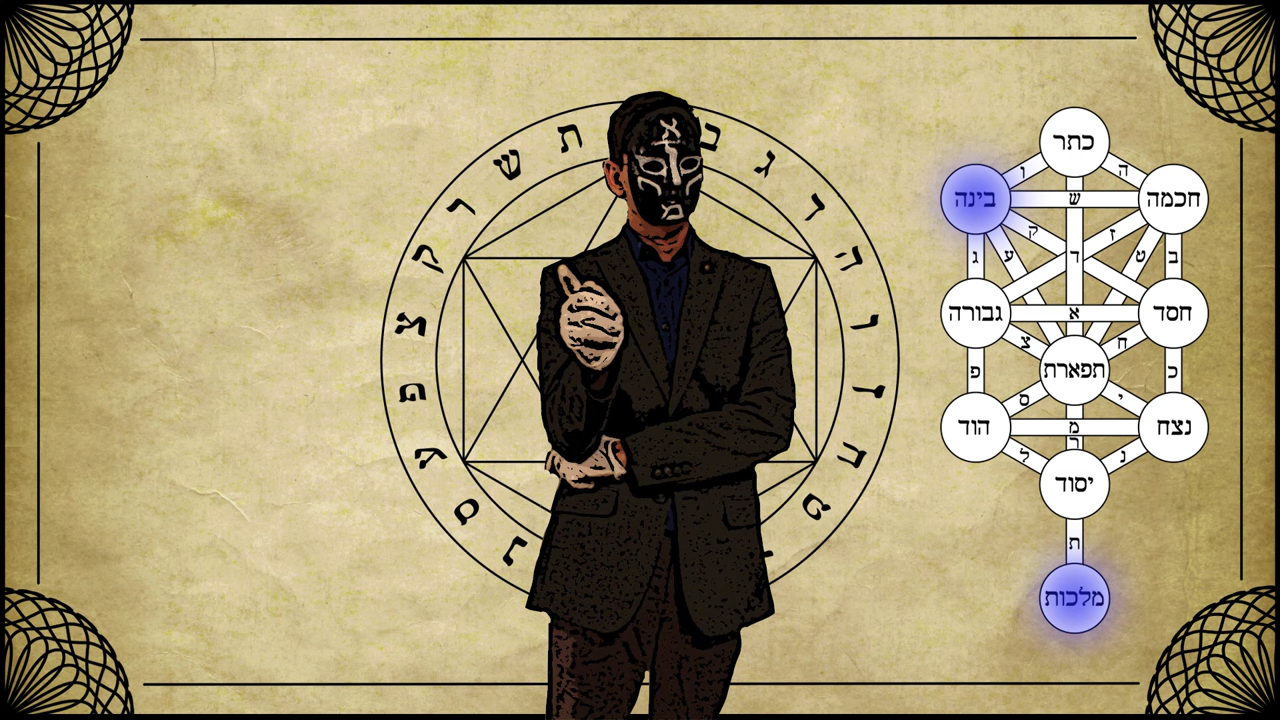 א
מ
ב
ג
ד
ה
ו
ז
ח
ט
נ
ס
ע
פ
צ
ק
ר
ש
ת
כתר
ו ה
בינה ש חכמה
ק ז
ג ע ד ט ב
גבורה א חסד
צ ח
פ תפארת כ
ס י
הוד מ נצח
ר
ל נ
יסוד
ת
מלכות